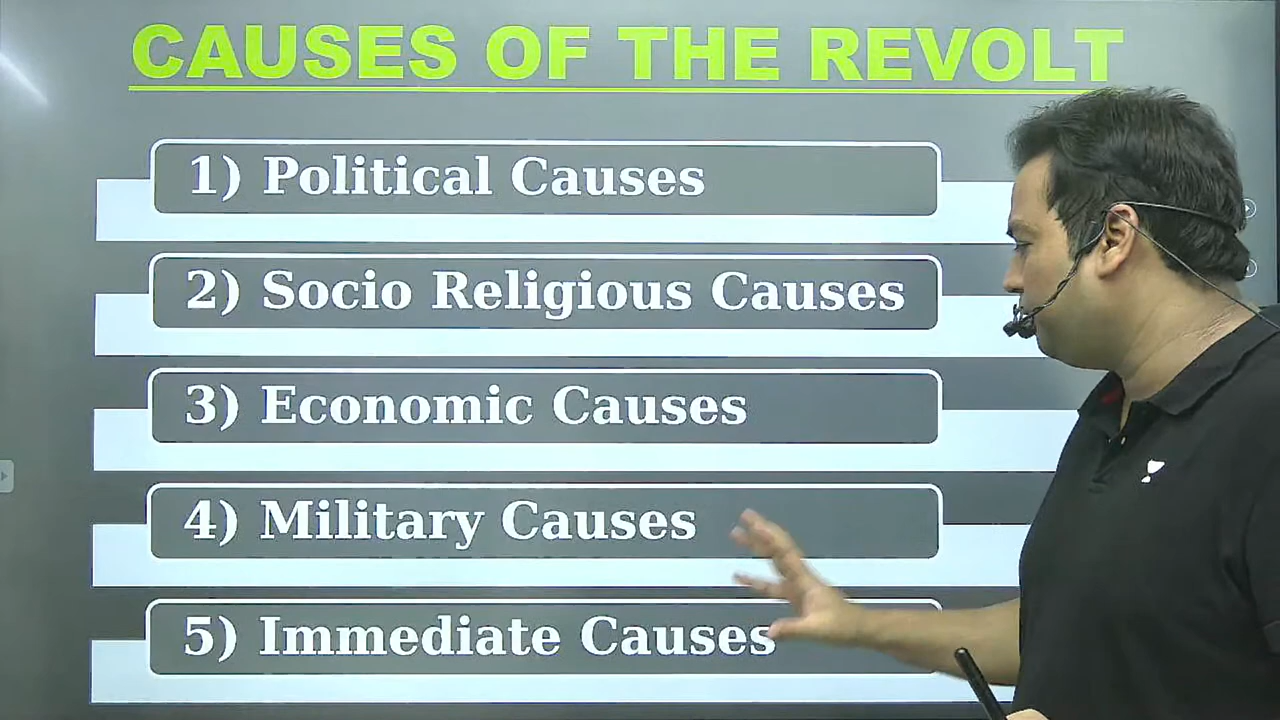 CAUSES OF THE REVOLT
1) Political Causes
2) Socio Religious Causes
3) Economic Causes
4) Military Causes
5) Immediate Causes